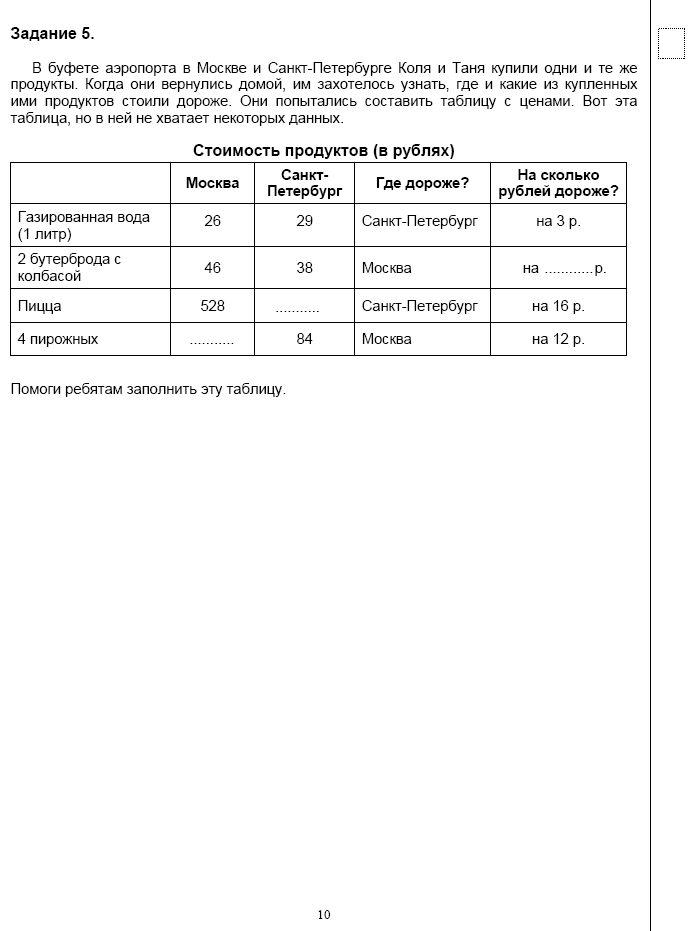 Задание 5.
В буфете аэропорта в Москве и Санкт-Петербурге Коля и Таня купили одни и те же
продукты. Когда они вернулись домой, им захотелось узнать, где и какие из купленных
ими продуктов стоили дороже. Они попытались составить таблицу с ценами. Вот эта
таблица, но в ней не хватает некоторых данных.
Стоимость продуктов (в рублях)
Москва Санкт-Петербург Где дороже? На сколько рублей дороже?
Газированная вода (1 литр) 26 29 Санкт-Петербург на 3 р.
2 бутерброда с колбасой 46 38 Москва на ............р.
Пицца 528 ........... Санкт-Петербург на 16 р.
4 пирожных ........... 84 Москва на 12 р.
Помоги ребятам заполнить эту таблицу.
10